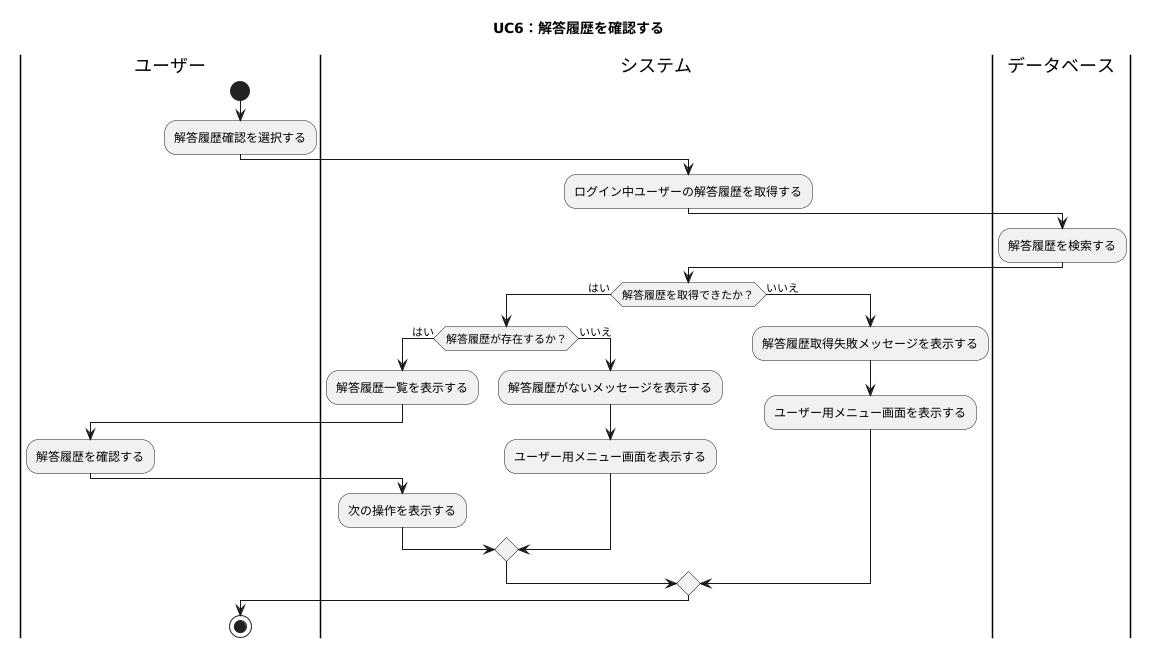 UC6：解答履歴を確認する
ユーザー
システム
データベース
解答履歴確認を選択する
ログイン中ユーザーの解答履歴を取得する
解答履歴を検索する
はい
解答履歴を取得できたか？
いいえ
はい
解答履歴が存在するか？
いいえ
解答履歴取得失敗メッセージを表示する
解答履歴一覧を表示する
解答履歴がないメッセージを表示する
ユーザー用メニュー画面を表示する
解答履歴を確認する
ユーザー用メニュー画面を表示する
次の操作を表示する